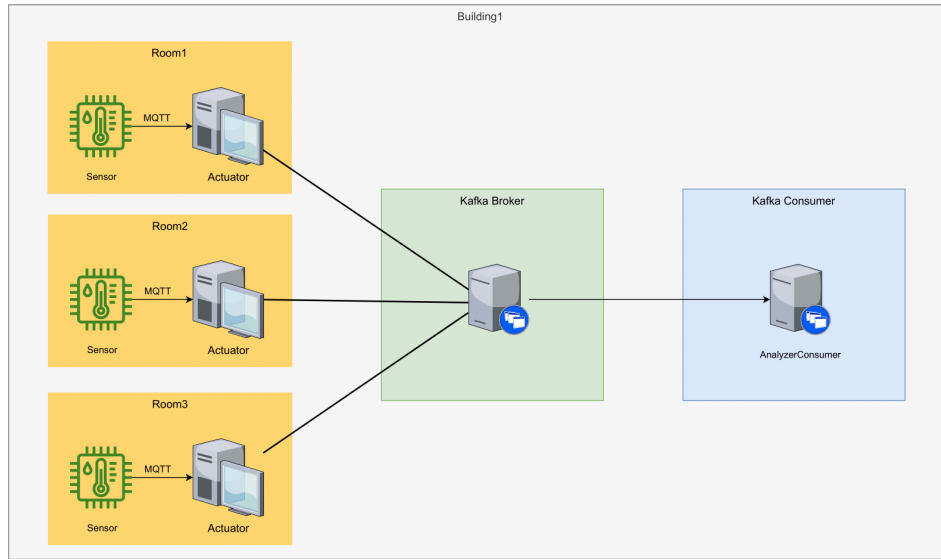 Building1
Room1
MQTT
Sensor
Actuator
Room2
MQTT
Sensor
Actuator
Room3
MQTT
Sensor
Actuator
Kafka Broker
Kafka Consumer
AnalyzerConsumer